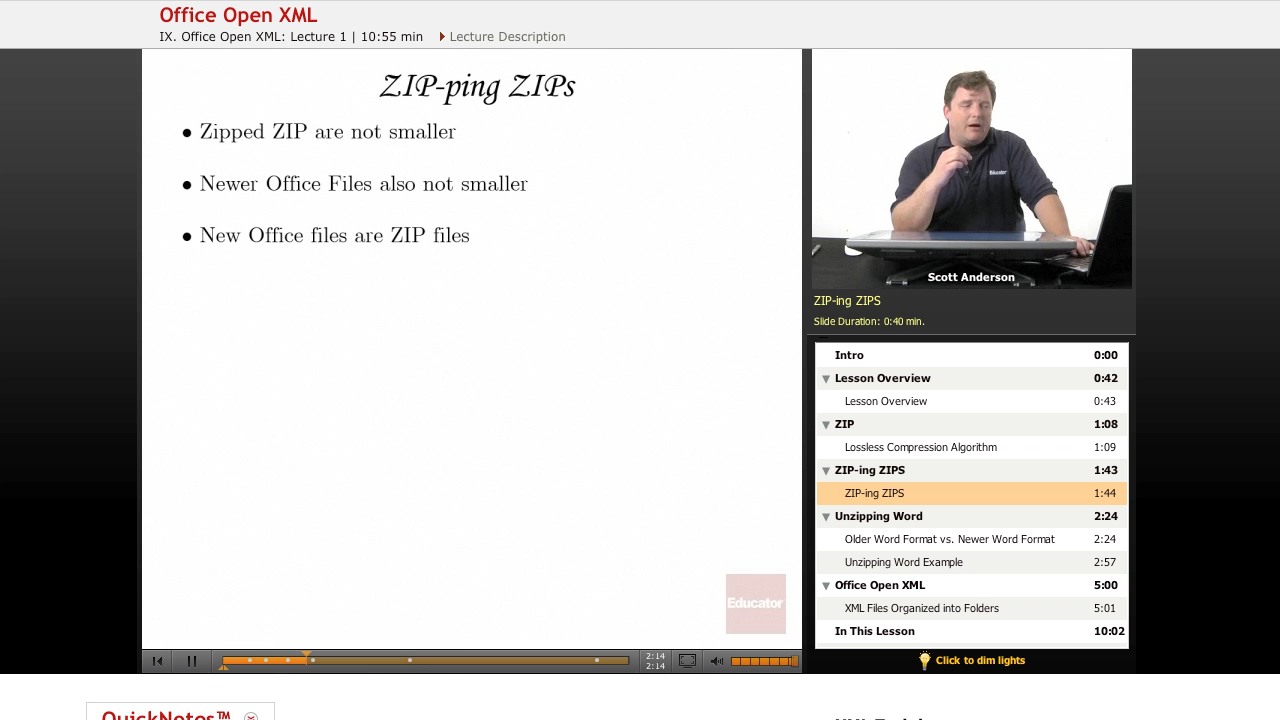 Office Open XML
IX. Office Open XML: Lecture 1 | 10:55 min Lecture Description
ZIP-ping ZIPs
• Zipped ZIP are not smaller
• Newer Office Files also not smaller
• New Office files are ZIP files
Educator
2:14
2:14
Educator
Scott Anderson
ZIP-ing ZIPS
Slide Duration: 0:40 min.
Intro 0:00
Lesson Overview 0:42
Lesson Overview 0:43
ZIP 1:08
Lossless Compression Algorithm 1:09
ZIP-ing ZIPS 1:43
ZIP-ing ZIPS 1:44
Unzipping Word 2:24
Older Word Format vs. Newer Word Format 2:24
Unzipping Word Example 2:57
Office Open XML 5:00
XML Files Organized into Folders 5:01
In This Lesson 10:02
Click to dim lights
QuickNotes™